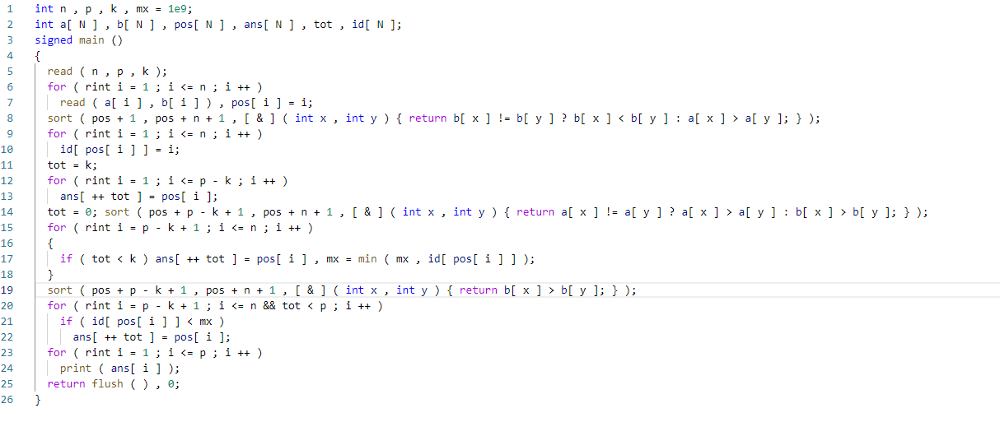 1 int n , p , k , mx = 1e9;
2 int a[ N ] , b[ N ] , pos[ N ] , ans[ N ] , tot , id[ N ];
3 signed main ()
4 {
5 read ( n , p , k );
6 for ( rint i = 1 ; i <= n ; i ++ )
7 read ( a[ i ] , b[ i ] ) , pos[ i ] = i;
8 sort ( pos + 1 , pos + n + 1 , [ & ] ( int x , int y ) { return b[ x ] != b[ y ] ? b[ x ] < b[ y ] : a[ x ] > a[ y ]; } );
9 for ( rint i = 1 ; i <= n ; i ++ )
10 id[ pos[ i ] ] = i;
11 tot = k;
12 for ( rint i = 1 ; i <= p - k ; i ++ )
13 ans[ ++ tot ] = pos[ i ];
14 tot = 0; sort ( pos + p - k + 1 , pos + n + 1 , [ & ] ( int x , int y ) { return a[ x ] != a[ y ] ? a[ x ] > a[ y ] : b[ x ] > b[ y ]; } );
15 for ( rint i = p - k + 1 ; i <= n ; i ++ )
16 {
17 if ( tot < k ) ans[ ++ tot ] = pos[ i ] , mx = min ( mx , id[ pos[ i ] ] );
18 }
19 sort ( pos + p - k + 1 , pos + n + 1 , [ & ] ( int x , int y ) { return b[ x ] > b[ y ]; } );
20 for ( rint i = p - k + 1 ; i <= n && tot < p ; i ++ )
21 if ( id[ pos[ i ] ] < mx )
22 ans[ ++ tot ] = pos[ i ];
23 for ( rint i = 1 ; i <= p ; i ++ )
24 print ( ans[ i ] );
25 return flush ( ) , 0;
26 }